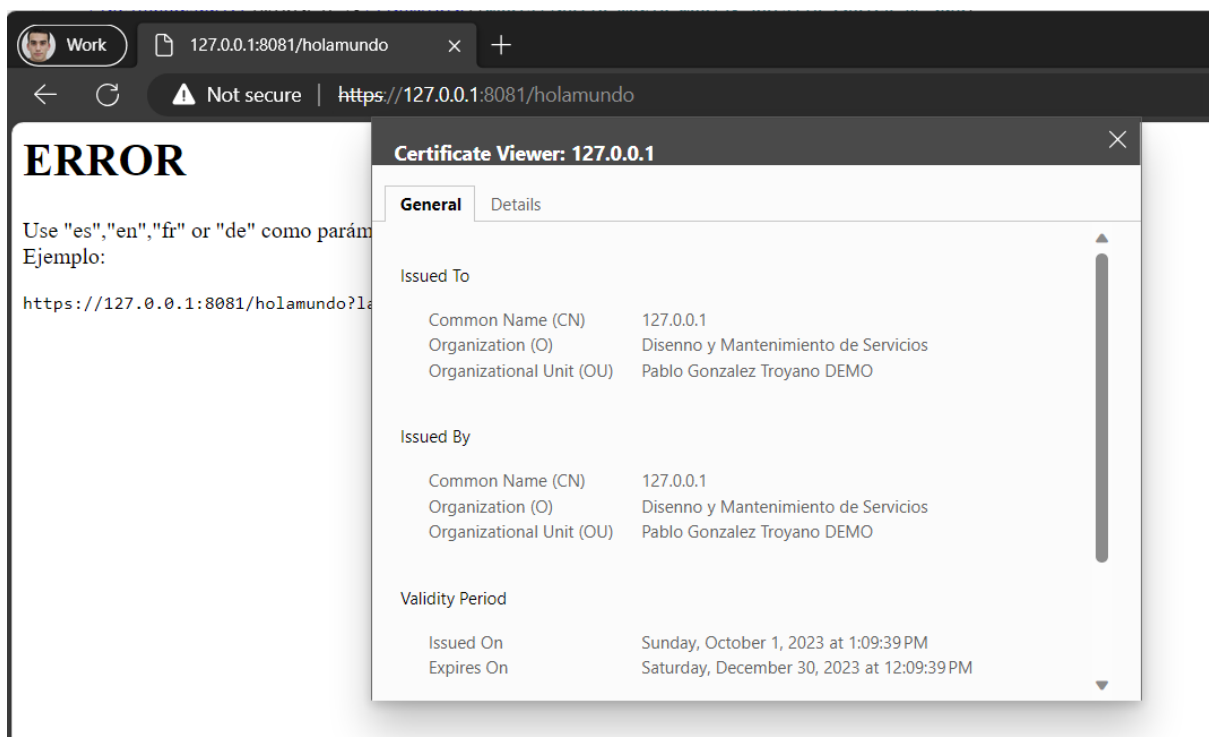 Work
127.0.0.1:8081/holamundo
Not secure | https://127.0.0.1:8081/holamundo
ERROR
Use "es","en","fr" or "de" como
Ejemplo:
https://127.0.0.1:8081/holamundo?
Certificate Viewer: 127.0.0.1
General Details
Issued To
Common Name (CN) 127.0.0.1
Organization (O) Disenno y Mantenimiento de Servicios
Organizational Unit (OU) Pablo Gonzalez Troyano DEMO
Issued By
Common Name (CN) 127.0.0.1
Organization (O) Disenno y Mantenimiento de Servicios
Organizational Unit (OU) Pablo Gonzalez Troyano DEMO
Validity Period
Issued On Sunday, October 1, 2023 at 1:09:39 PM
Expires On Saturday, December 30, 2023 at 12:09:39 PM